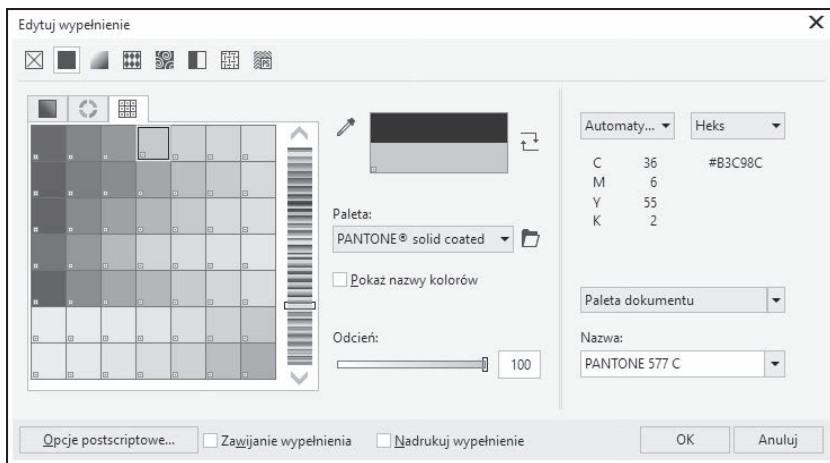 Edytuj wypełnienie
Automaty...
Heks
C 36 #B3C98C
M 6
Y 55
K 2
Paleta:
PANTONE® solid coated
Pokaż nazwy kolorów
Odcień:
100
Paleta dokumentu
Nazwa:
PANTONE 577 C
Opcje postscriptowe...
Zawijanie wypełnienia
Nadrukuj wypełnienie
OK
Anuluj